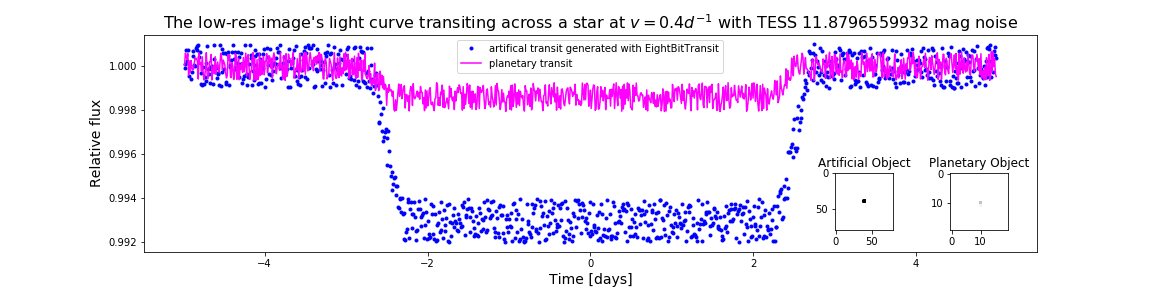 The low-res image's light curve transiting across a star at v = 0.4d⁻¹ with TESS 11.8796559932 mag noise
artifical transit generated with EightBitTransit
planetary transit
Relative flux
1.000
0.998
0.996
0.994
0.992
Artificial Object
0
50
0 50
Planetary Object
0
10
0 10
−4 −2 0 2 4
Time [days]